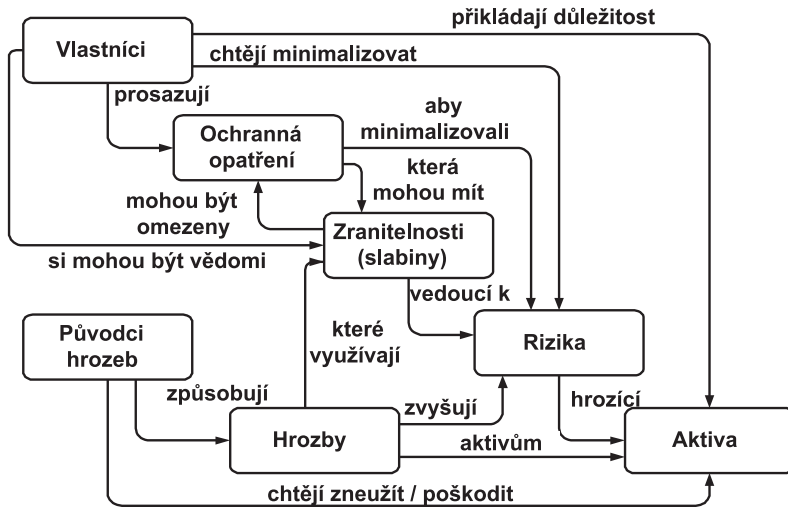 přikládají důležitost
Vlastníci
chtějí minimalizovat
prosazují
aby
minimalizovali
Ochranná
opatření
která
mohou mít
mohou být
omezeny
Zranitelnosti
(slabiny)
si mohou být vědomi
vedoucí k
Původci
hrozeb
které
využívají
Rizika
způsobují
zvyšují
hrozící
Hrozby
aktivům
Aktiva
chtějí zneužít / poškodit